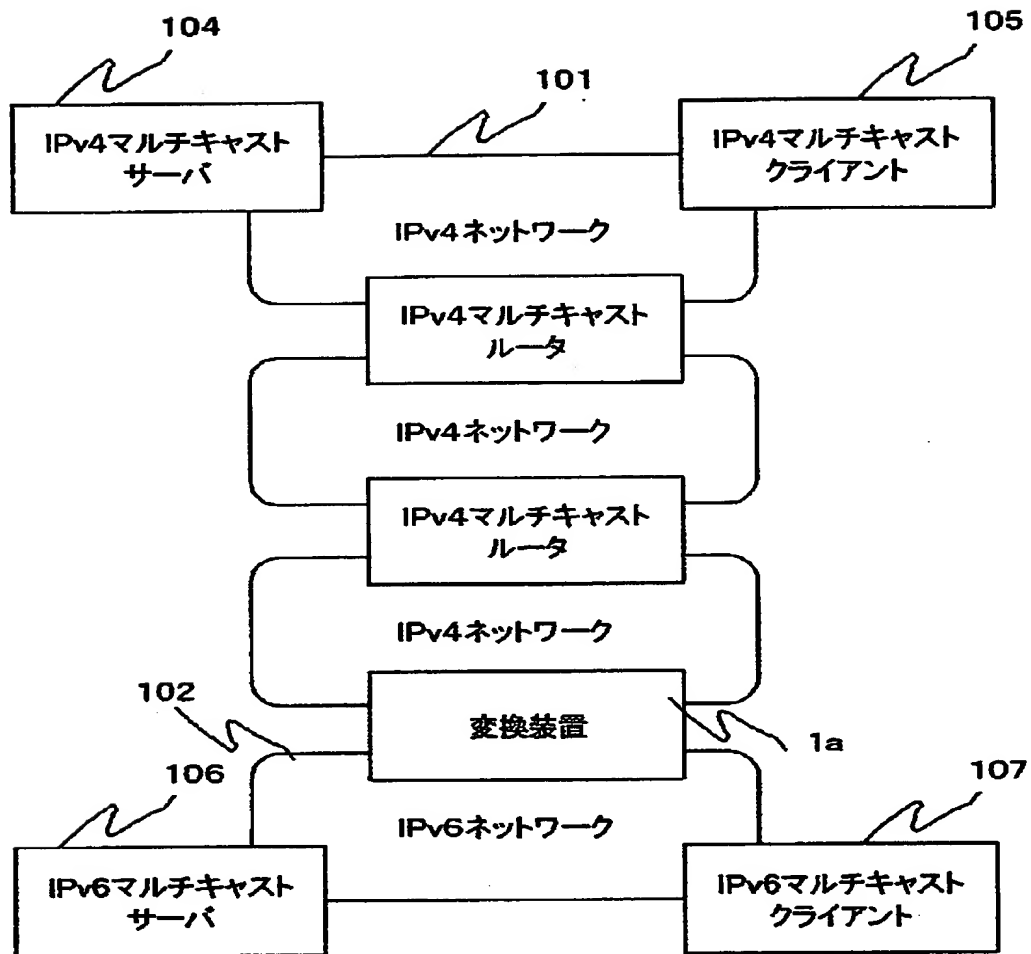 104
105
101
IPv4マルチキャスト
サーバ
IPv4マルチキャスト
クライアント
IPv4ネットワーク
IPv4マルチキャスト
ルータ
IPv4ネットワーク
IPv4マルチキャスト
ルータ
IPv4ネットワーク
102
変換装置
1a
106
107
IPv6ネットワーク
IPv6マルチキャスト
サーバ
IPv6マルチキャスト
クライアント